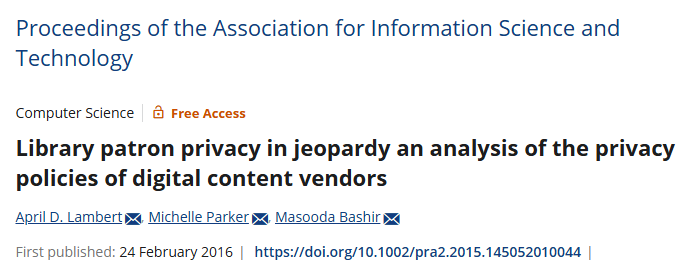 Proceedings of the Association for Information Science and
Technology
Computer Science | Free Access
Library patron privacy in jeopardy an analysis of the privacy
policies of digital content vendors
April D. Lambert, Michelle Parker, Masooda Bashir
First published: 24 February 2016 | https://doi.org/10.1002/pra2.2015.145052010044 |